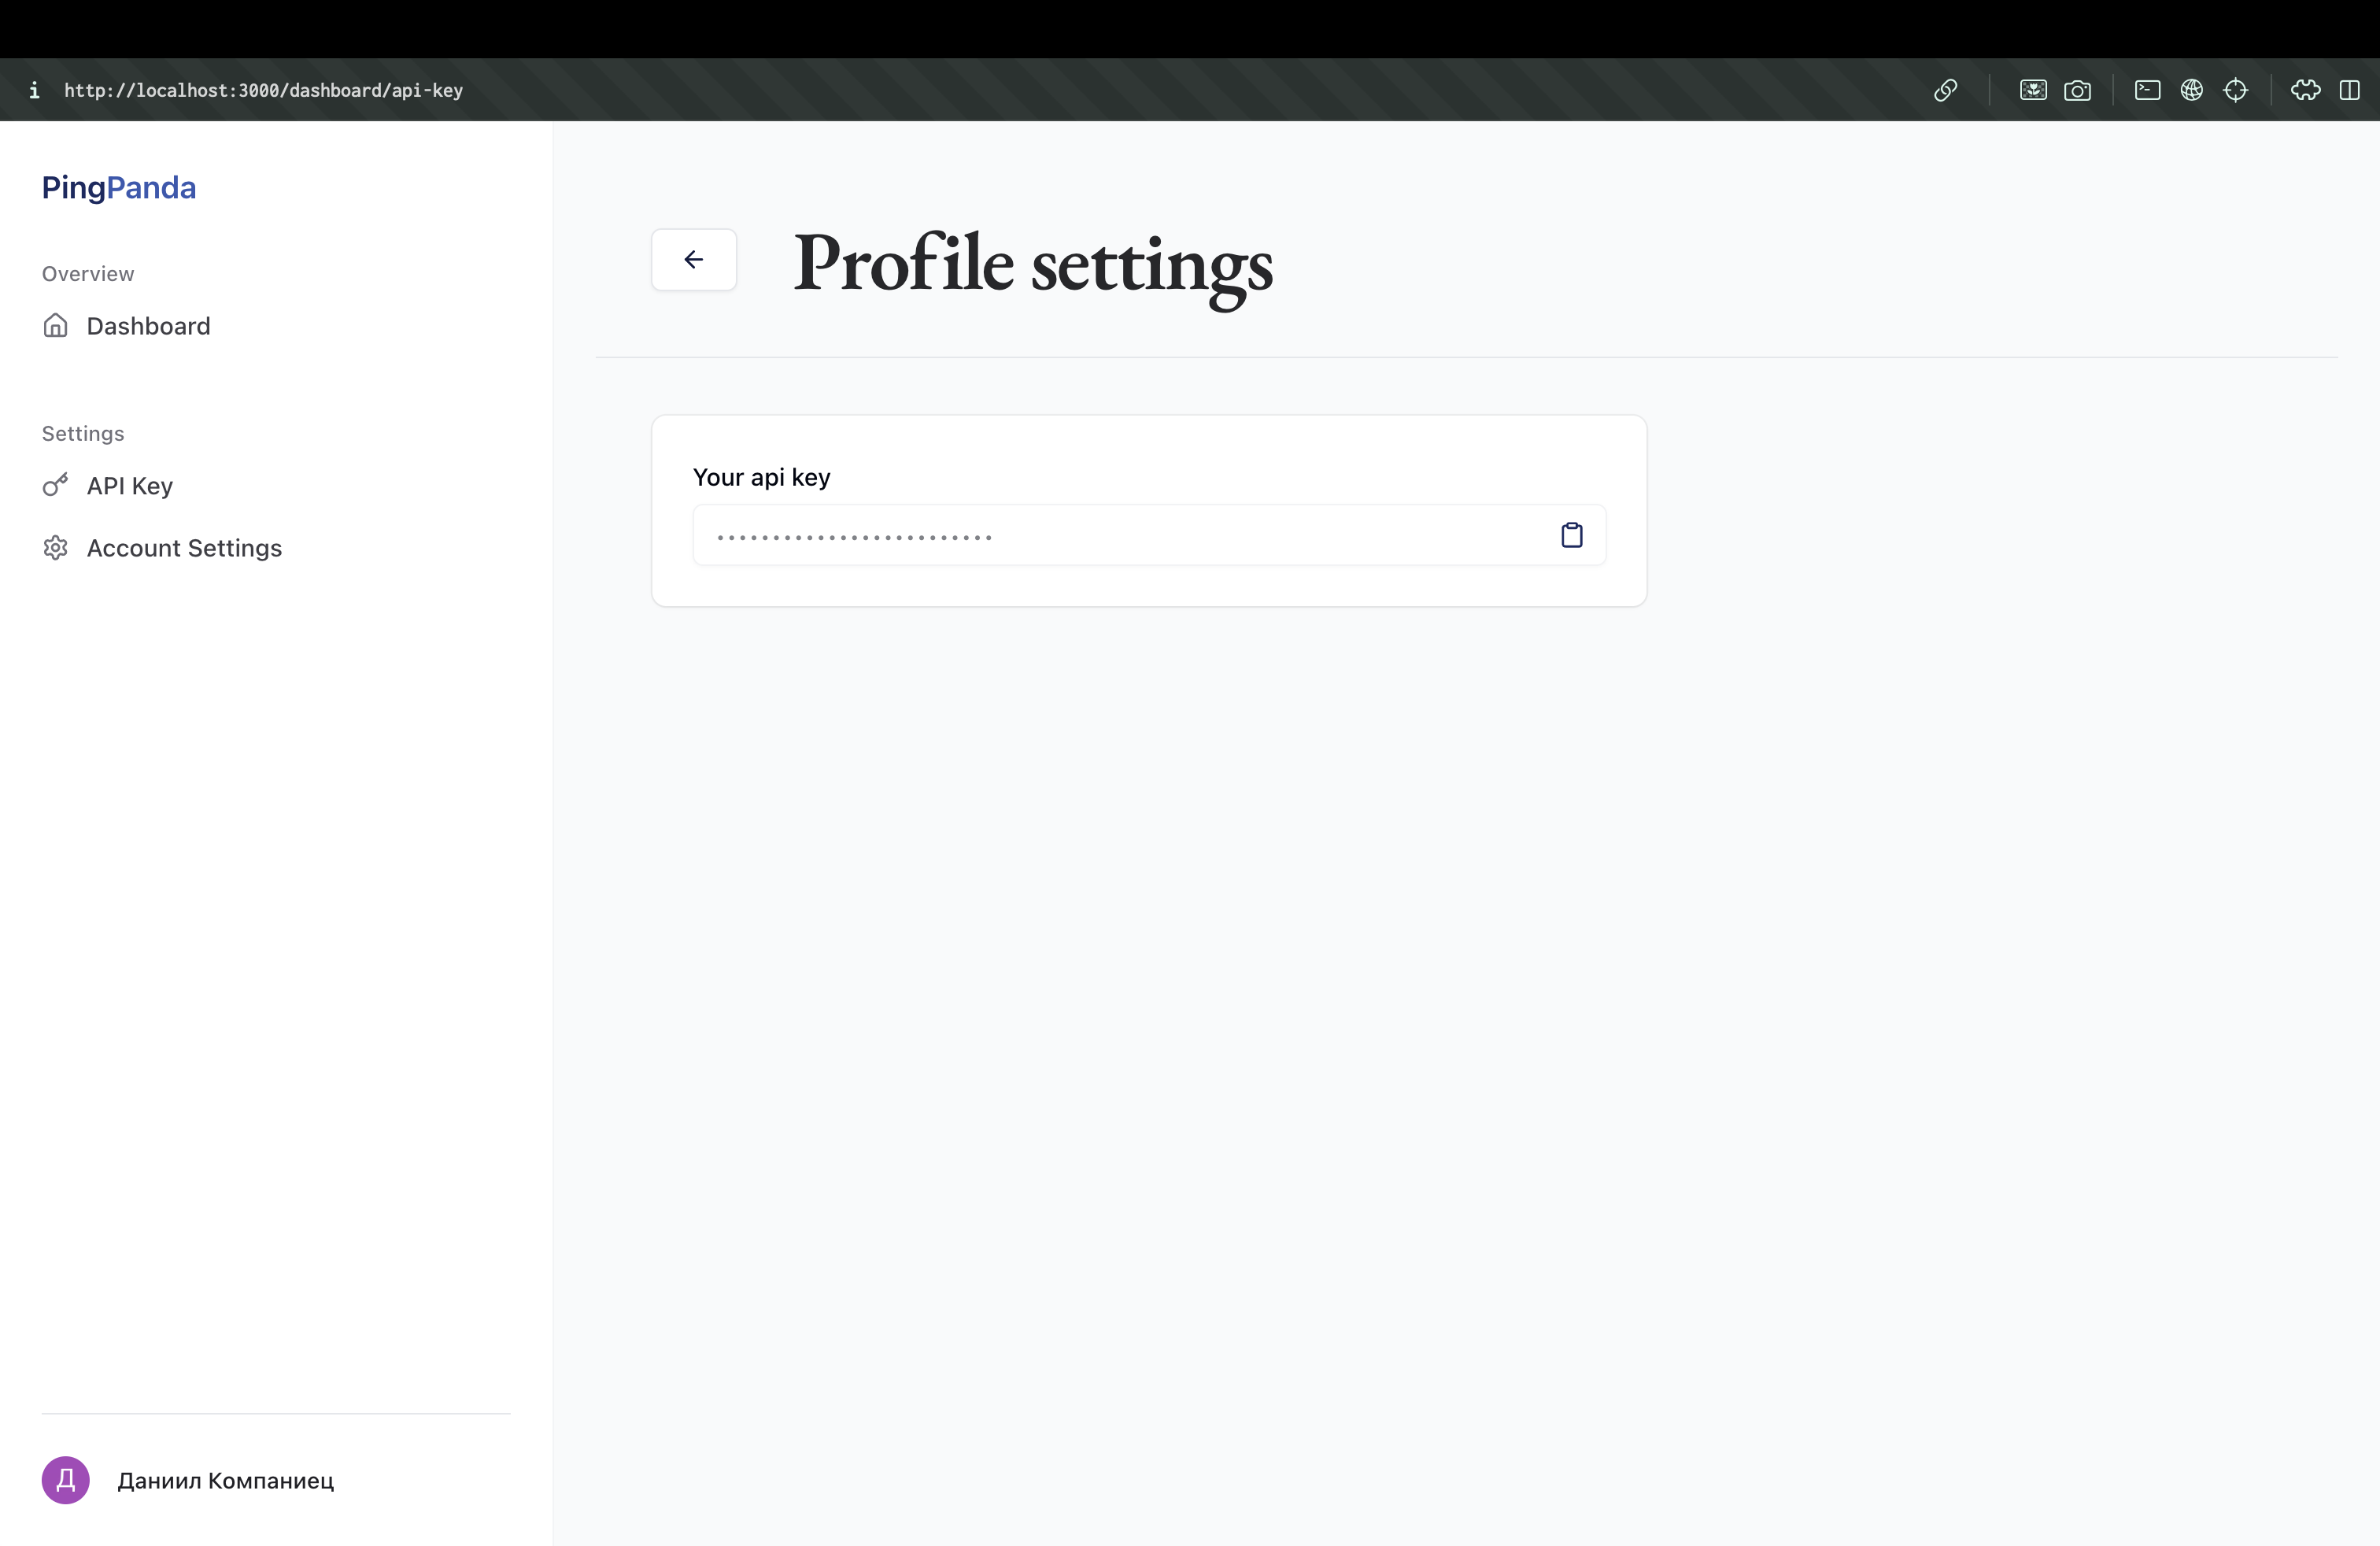 http://localhost:3000/dashboard/api-key
PingPanda
Overview
Dashboard
Settings
API Key
Account Settings
Д
Даниил Компаниец
Profile settings
Your api key
•••••••••••••••••••••••••